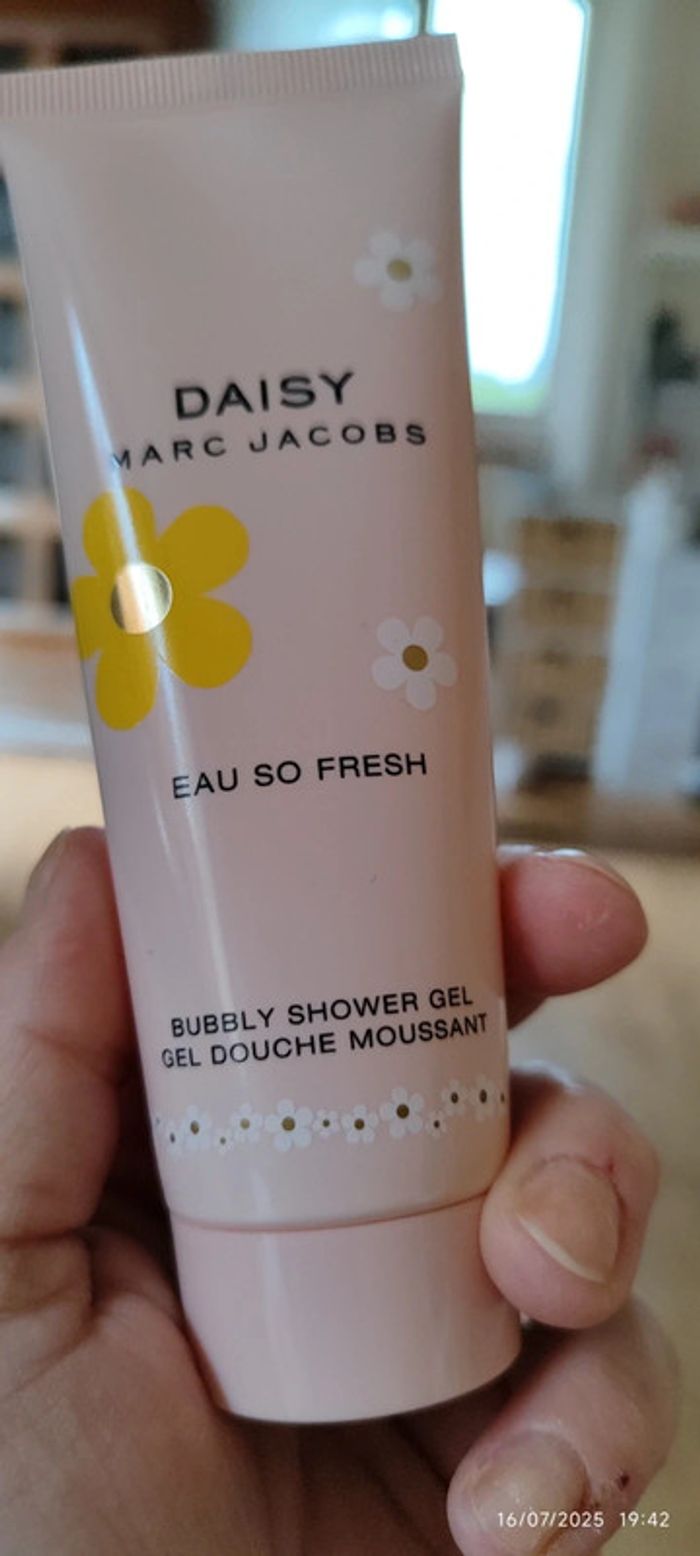 DAISY
MARC JACOBS
EAU SO FRESH
BUBBLY SHOWER GEL
GEL DOUCHE MOUSSANT
16/07/2025 19:42